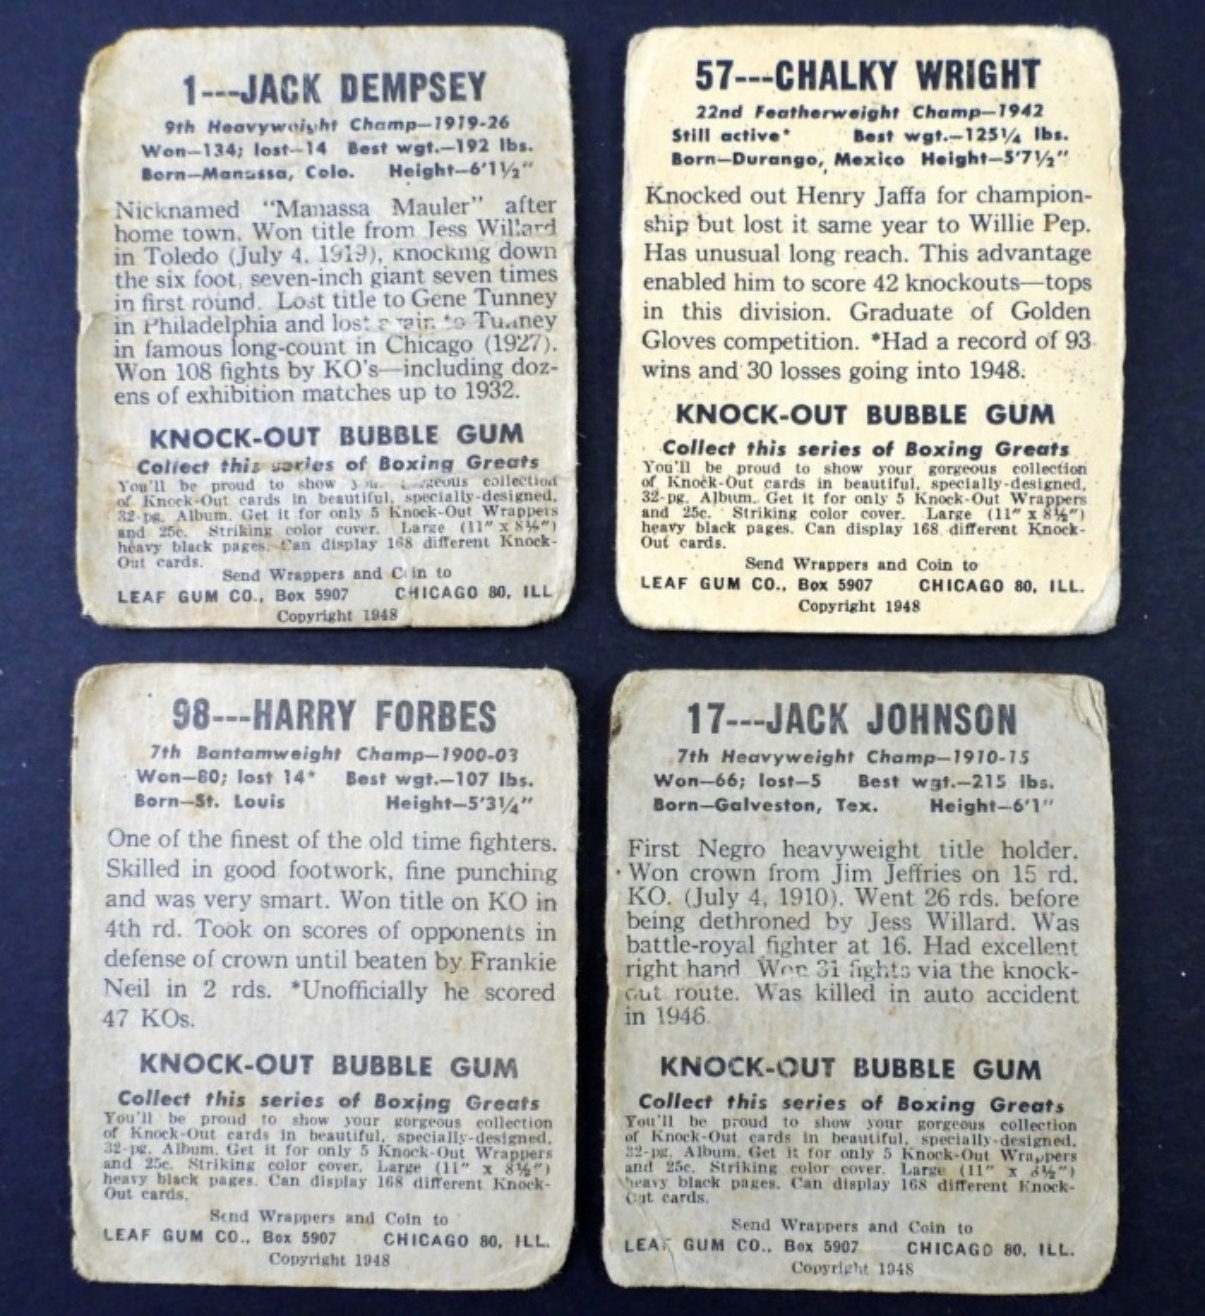 1---JACK DEMPSEY
9th Heavyweight Champ—1919-26
Won—134; lost—14 Best wgt.—192 lbs.
Born—Manassa, Colo. Height—6'1½"
Nicknamed "Manassa Mauler" after
home town. Won title from Jess Willard
in Toledo (July 4, 1919), knocking down
the six foot, seven-inch giant seven times
in first round. Lost title to Gene Tunney
in Philadelphia and lost again to Tunney
in famous long-count in Chicago (1927).
Won 108 fights by KO's—including doz-
ens of exhibition matches up to 1932.
KNOCK-OUT BUBBLE GUM
Collect this series of Boxing Greats
You'll be proud to show collection
of Knock-Out cards in beautiful, specially-designed,
32-pg. Album. Get it for only 5 Knock-Out Wrappers
and 25c. Striking color cover. Large (11" x 8½")
heavy black pages. Can display 168 different Knock-
Out cards.
Send Wrappers and Coin to
LEAF GUM CO., Box 5907 CHICAGO 80, ILL
Copyright 1948
57---CHALKY WRIGHT
22nd Featherweight Champ—1942
Still active* Best wgt.—125¼ lbs.
Born—Durango, Mexico Height—5'7½"
Knocked out Henry Jaffa for champion-
ship but lost it same year to Willie Pep.
Has unusual long reach. This advantage
enabled him to score 42 knockouts—tops
in this division. Graduate of Golden
Gloves competition. *Had a record of 93
wins and 30 losses going into 1948.
KNOCK-OUT BUBBLE GUM
Collect this series of Boxing Greats
You'll be proud to show your gorgeous collection
of Knock-Out cards in beautiful, specially-designed,
32-pg. Album. Get it for only 5 Knock-Out Wrappers
and 25c. Striking color cover. Large (11" x 8½")
heavy black pages. Can display 168 different Knock-
Out cards.
Send Wrappers and Coin to
LEAF GUM CO., Box 5907 CHICAGO 80, ILL.
Copyright 1948
98---HARRY FORBES
7th Bantamweight Champ—1900-03
Won—80; lost 14* Best wgt.—107 lbs.
Born—St. Louis Height—5'3¼"
One of the finest of the old time fighters.
Skilled in good footwork, fine punching
and was very smart. Won title on KO in
4th rd. Took on scores of opponents in
defense of crown until beaten by Frankie
Neil in 2 rds. *Unofficially he scored
47 KOs.
KNOCK-OUT BUBBLE GUM
Collect this series of Boxing Greats
You'll be proud to show your gorgeous collection
of Knock-Out cards in beautiful, specially-designed,
32-pg. Album. Get it for only 5 Knock-Out Wrappers
and 25c. Striking color cover. Large (11" x 8½")
heavy black pages. Can display 168 different Knock-
Out cards.
Send Wrappers and Coin to
LEAF GUM CO., Box 5907 CHICAGO 80, ILL.
Copyright 1948
17---JACK JOHNSON
7th Heavyweight Champ—1910-15
Won—66; lost—5 Best wgt.—215 lbs.
Born—Galveston, Tex. Height—6'1"
First Negro heavyweight title holder.
Won crown from Jim Jeffries on 15 rd.
KO. (July 4, 1910). Went 26 rds. before
being dethroned by Jess Willard. Was
battle-royal fighter at 16. Had excellent
right hand. Won 31 fights via the knock-
out route. Was killed in auto accident
in 1946.
KNOCK-OUT BUBBLE GUM
Collect this series of Boxing Greats
You'll be proud to show your gorgeous collection
of Knock-Out cards in beautiful, specially-designed,
32-pg. Album. Get it for only 5 Knock-Out Wrappers
and 25c. Striking color cover. Large (11" x 8½")
heavy black pages. Can display 168 different Knock-
Out cards.
Send Wrappers and Coin to
LEAF GUM CO., Box 5907 CHICAGO 80, ILL.
Copyright 1948